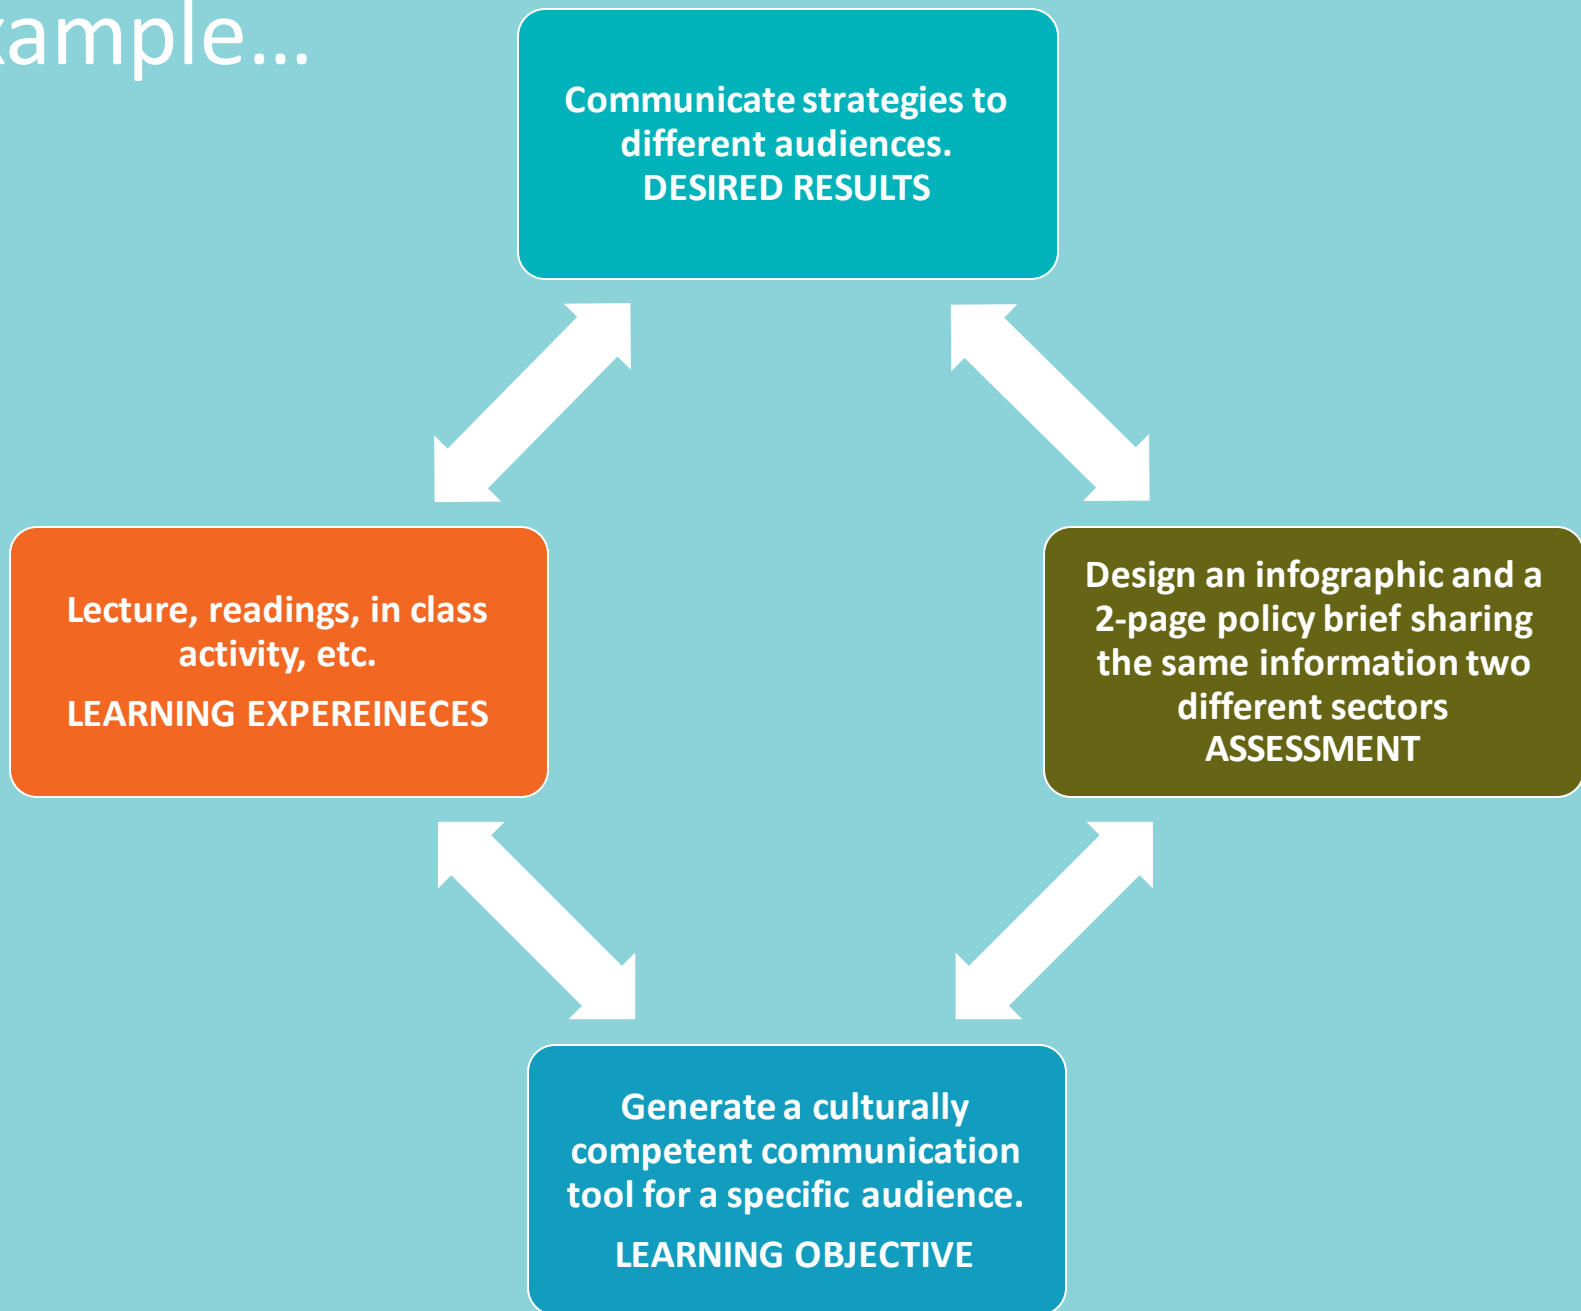 xample...
Communicate strategies to
different audiences.
DESIRED RESULTS
Lecture, readings, in class
activity, etc.
LEARNING EXPEREINECES
Design an infographic and a
2-page policy brief sharing
the same information two
different sectors
ASSESSMENT
Generate a culturally
competent communication
tool for a specific audience.
LEARNING OBJECTIVE